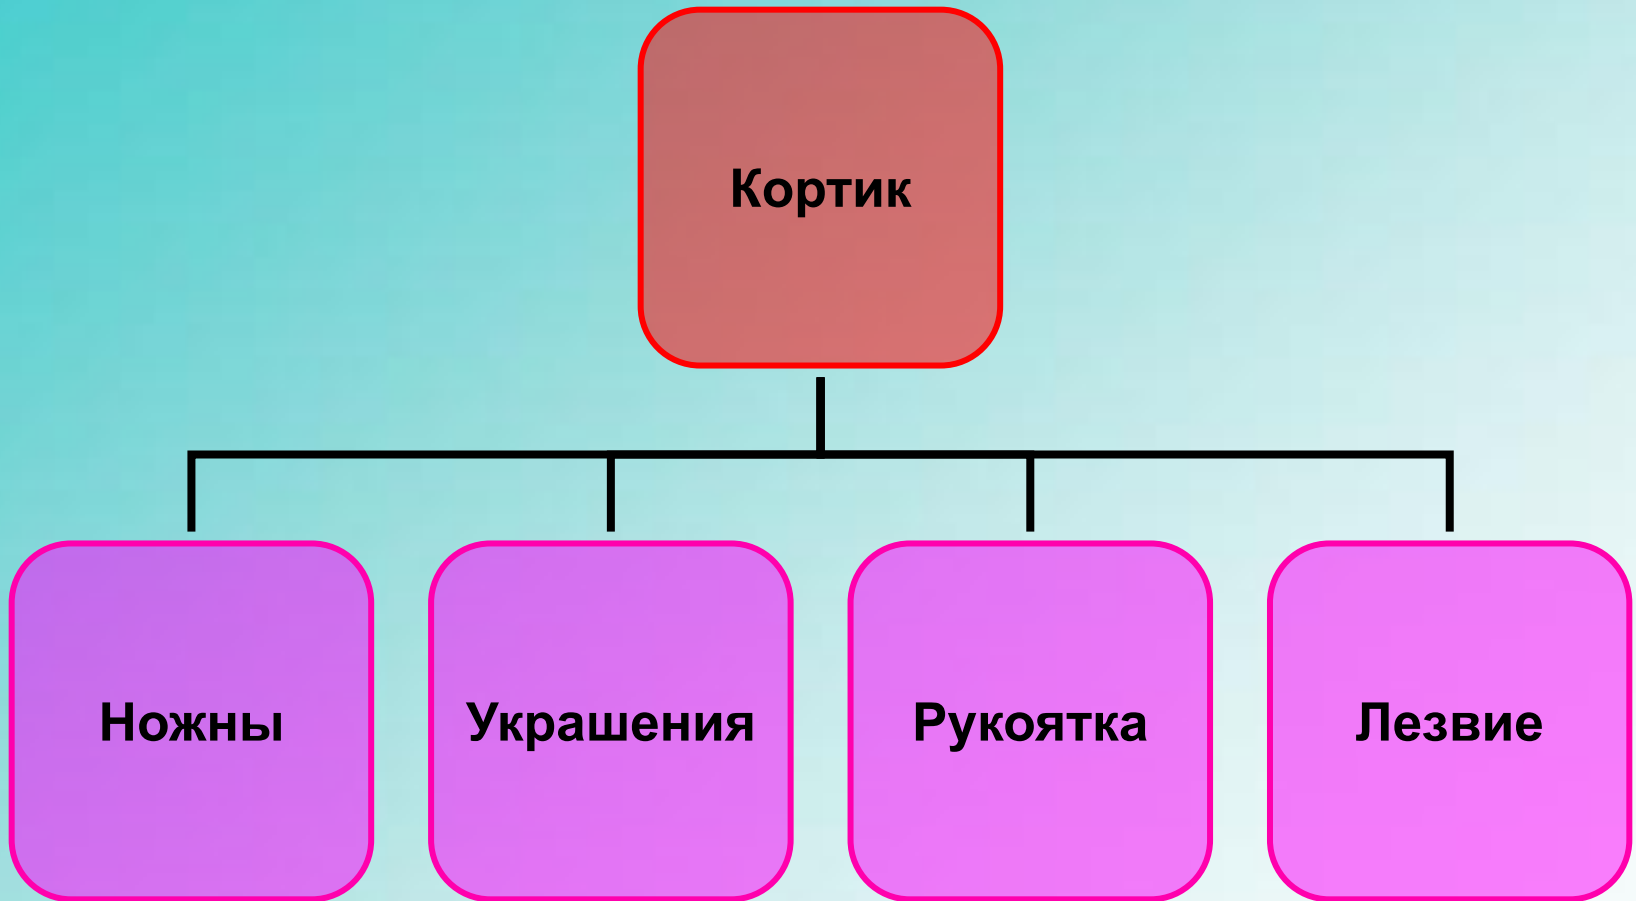 Кортик
Ножны
Украшения
Рукоятка
Лезвие